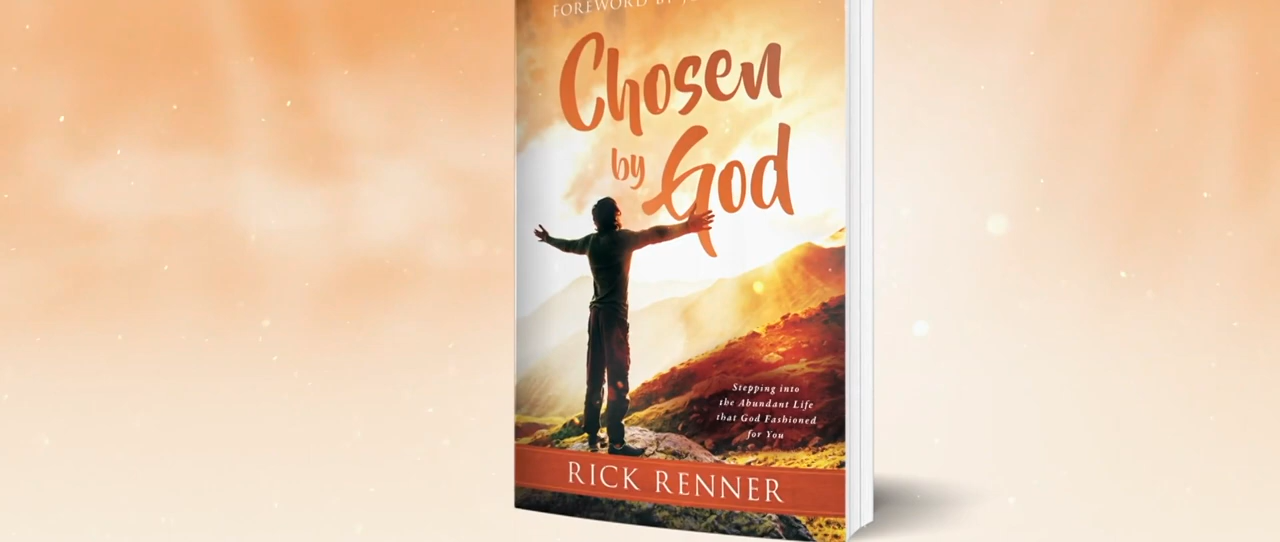 FOREWORD BY
Chosen
by God
Stepping into
the Abundant Life
that God Fashioned
for You
RICK RENNER